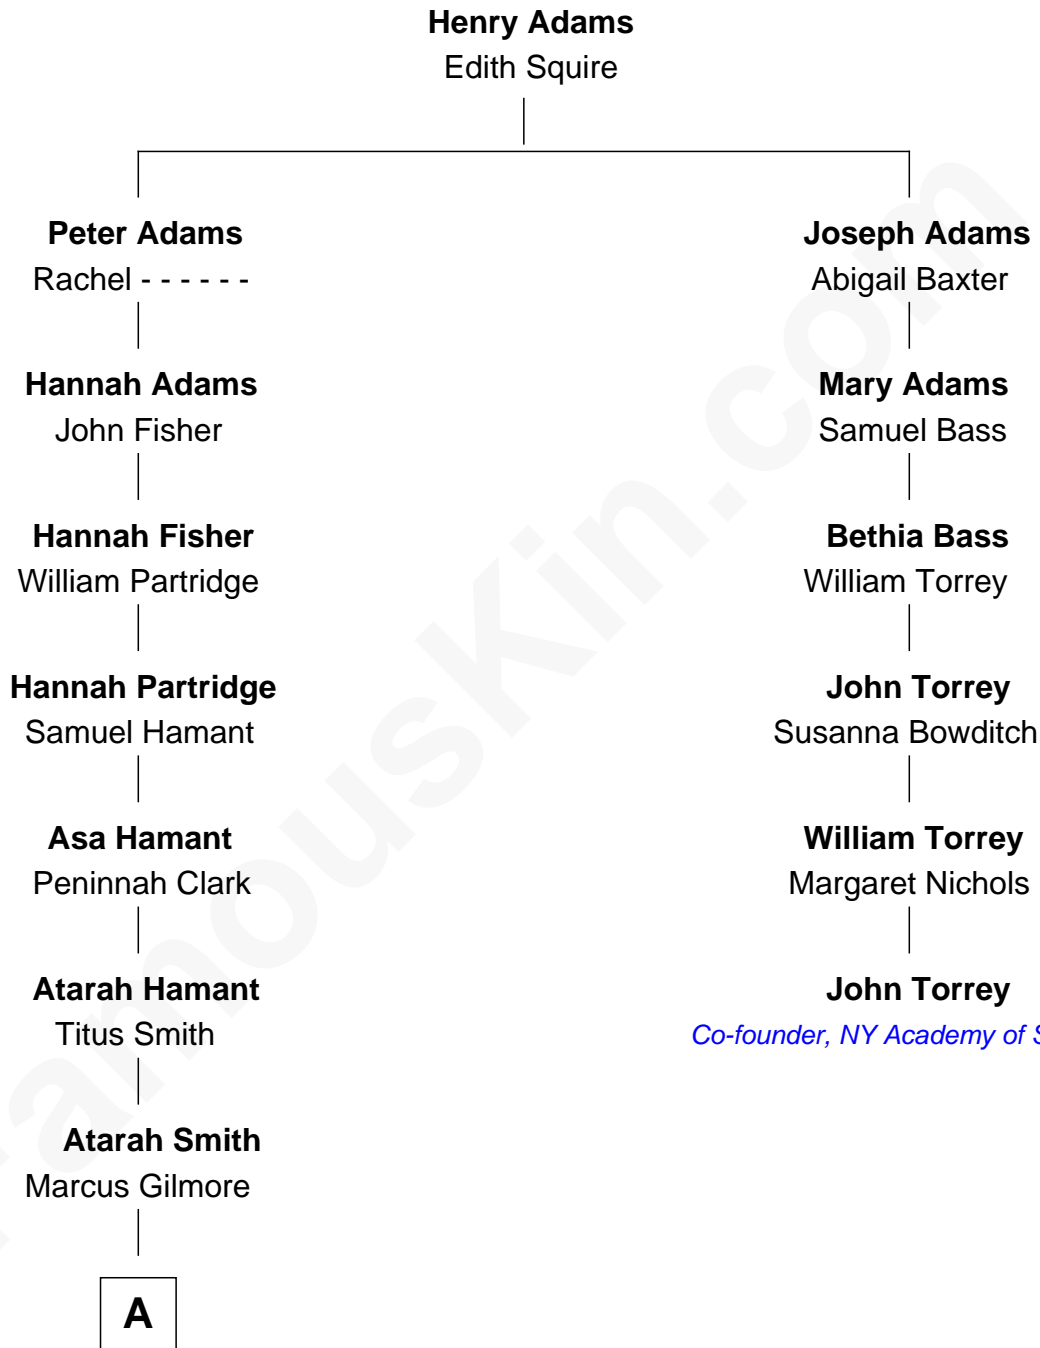 Henry Adams
Edith Squire
Peter Adams
Rachel - - - - - -
Joseph Adams
Abigail Baxter
Hannah Adams
John Fisher
Mary Adams
Samuel Bass
Hannah Fisher
William Partridge
Bethia Bass
William Torrey
Hannah Partridge
Samuel Hamant
John Torrey
Susanna Bowditch
Asa Hamant
Peninnah Clark
William Torrey
Margaret Nichols
Atarah Hamant
Titus Smith
John Torrey
Co-founder, NY Academy of S
Atarah Smith
Marcus Gilmore
A
FamousKin.com